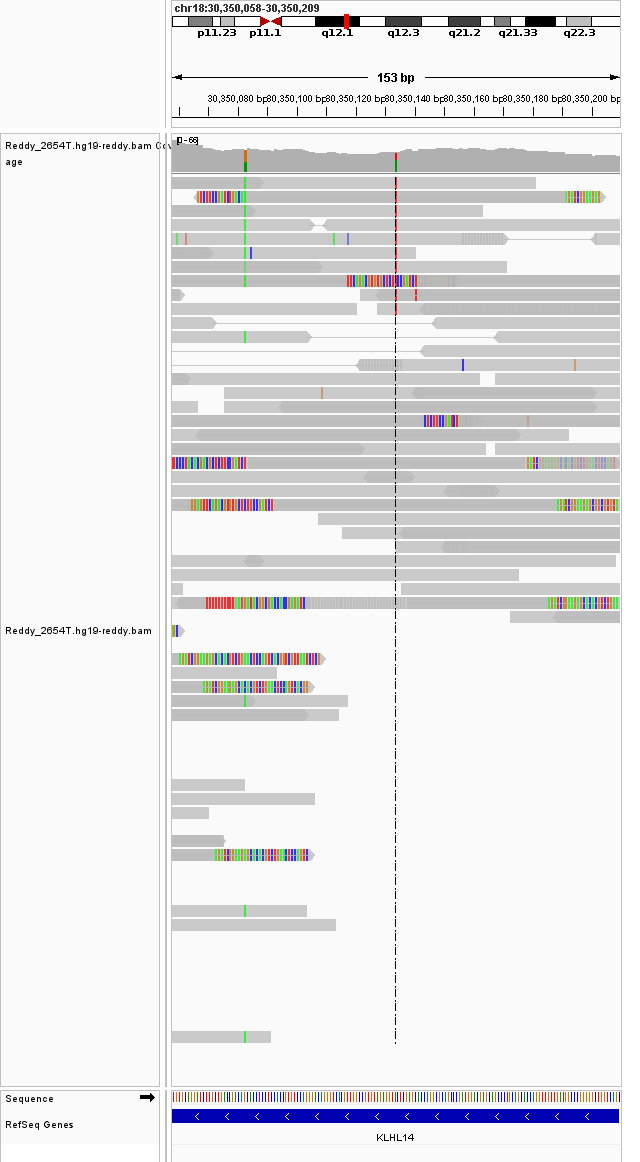 chr18:30,350,058-30,350,209
p11.23 p11.1 q12.1 q12.3 q21.2 q21.33 q22.3
153 bp
30,350,080 bp 30,350,100 bp 30,350,120 bp 30,350,140 bp 30,350,160 bp 30,350,180 bp 30,350,200 bp
Reddy_2654T.hg19-reddy.bam
age
Reddy_2654T.hg19-reddy.bam
Sequence
RefSeq Genes
KLHL14